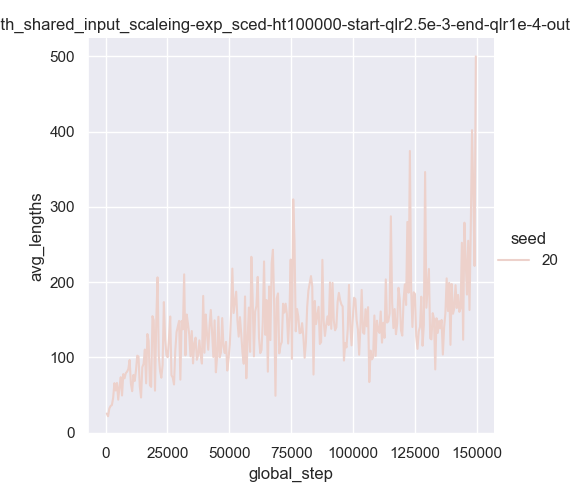 th_shared_input_scaleing-exp_sced-ht100000-start-qlr2.5e-3-end-qlr1e-4-out
500
400
300
200
100
0
avg_lengths
0 25000 50000 75000 100000 125000 150000
global_step
seed
20